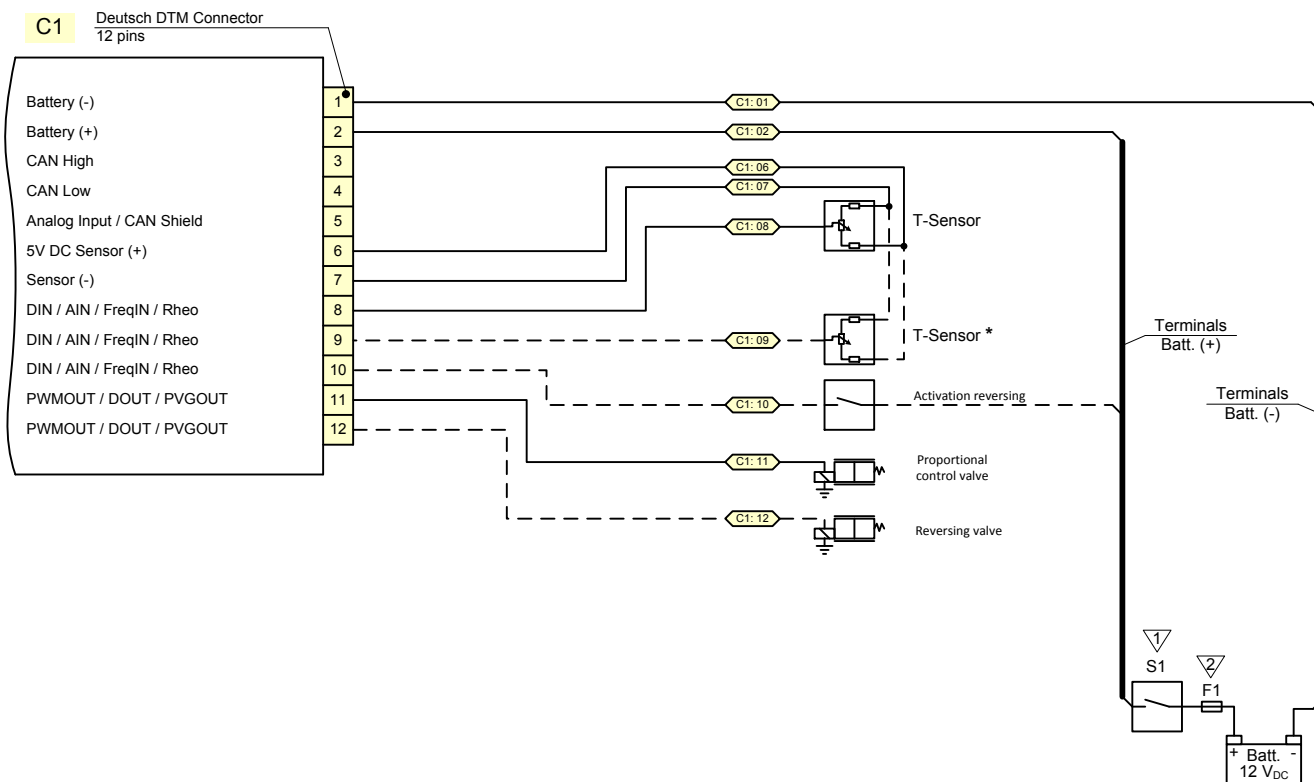 C1
Deutsch DTM Connector
12 pins
Battery (-)
1
C1: 01
Battery (+)
2
C1: 02
CAN High
3
C1: 06
CAN Low
4
C1: 07
Analog Input / CAN Shield
5
C1: 08
T-Sensor
5V DC Sensor (+)
6
Sensor (-)
7
DIN / AIN / FreqIN / Rheo
8
DIN / AIN / FreqIN / Rheo
9
C1: 09
T-Sensor *
Terminals
Batt. (+)
DIN / AIN / FreqIN / Rheo
10
PWMOUT / DOUT / PVGOUT
11
C1: 10
Activation reversing
Terminals
Batt. (-)
PWMOUT / DOUT / PVGOUT
12
C1: 11
Proportional
control valve
C1: 12
Reversing valve
1
S1
2
F1
+ Batt. -
12 VDC